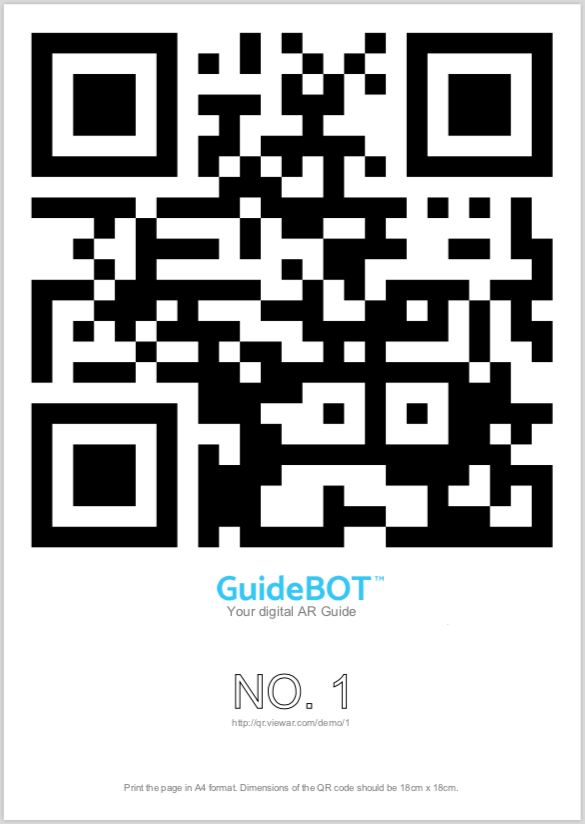 GuideBOT™
Your digital AR Guide
NO. 1
http://qr.viewar.com/demo/1
Print the page in A4 format. Dimensions of the QR code should be 18cm x 18cm.